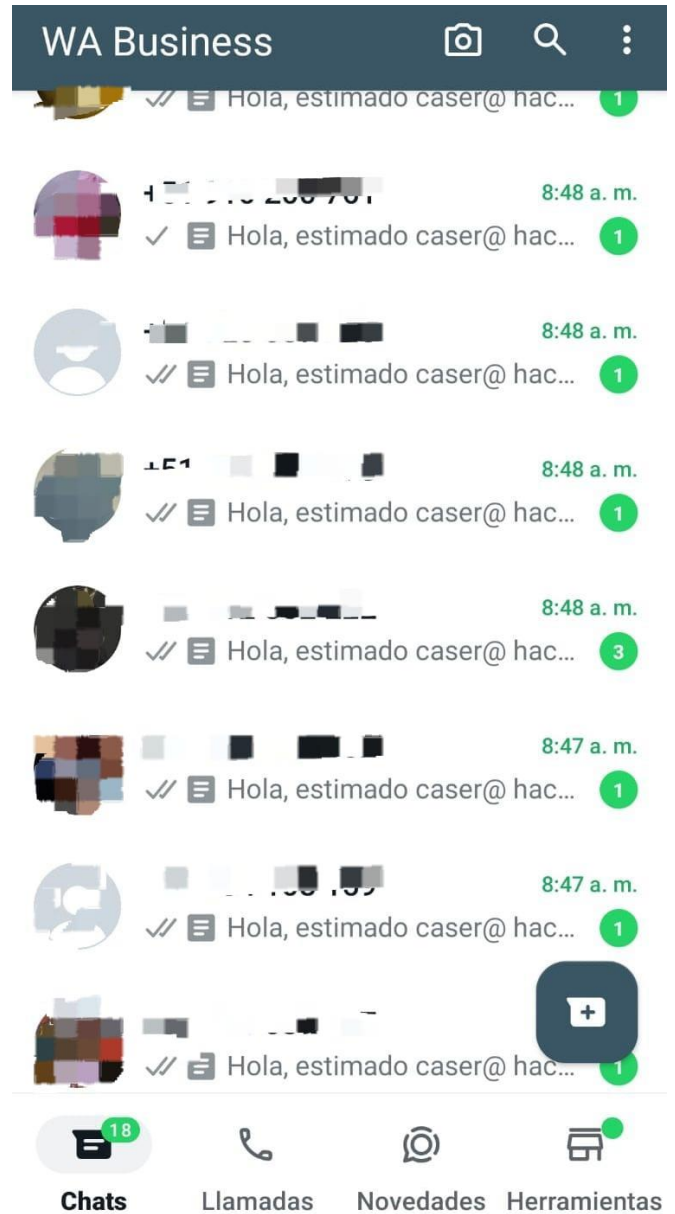 WA Business
Hola, estimado caser@ hac... 1
8:48 a. m.
Hola, estimado caser@ hac... 1
8:48 a. m.
Hola, estimado caser@ hac... 1
+51 8:48 a. m.
Hola, estimado caser@ hac... 1
8:48 a. m.
Hola, estimado caser@ hac... 3
8:47 a. m.
Hola, estimado caser@ hac... 1
8:47 a. m.
Hola, estimado caser@ hac... 1
Hola, estimado caser@ hac... 1
18
Chats Llamadas Novedades Herramientas